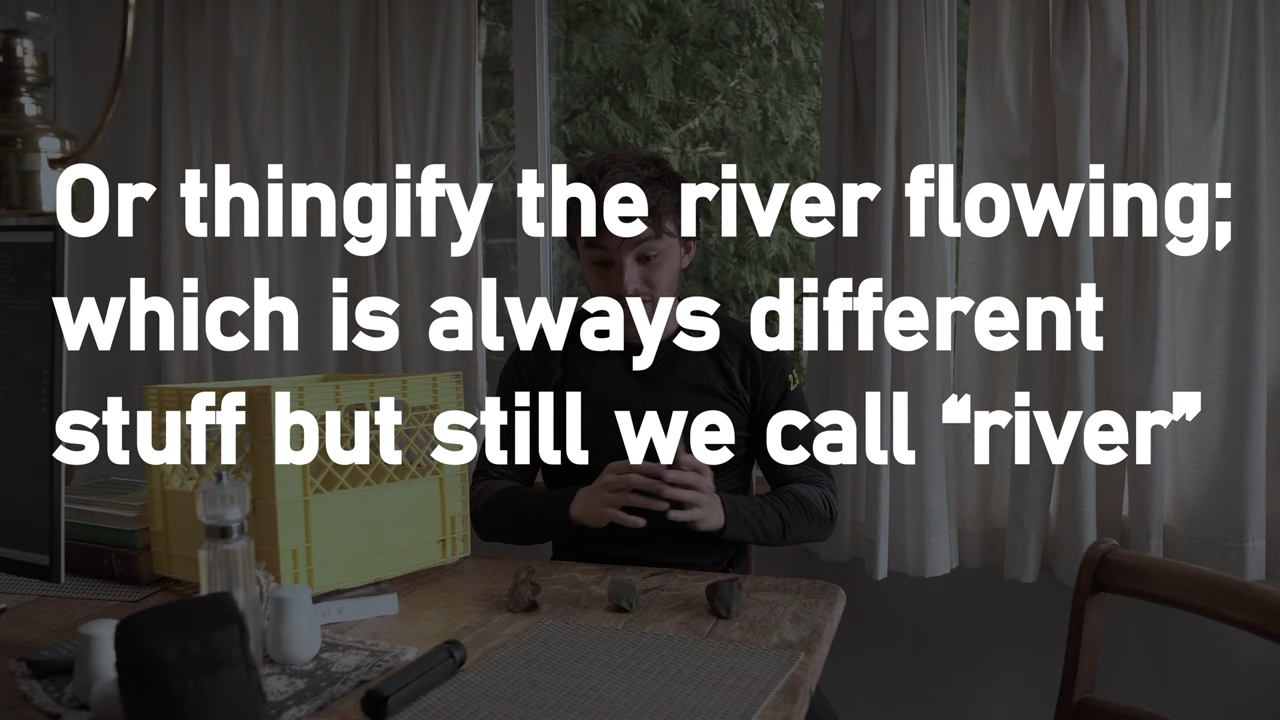 Or thingify the river flowing;
which is always different
stuff but still we call “river”